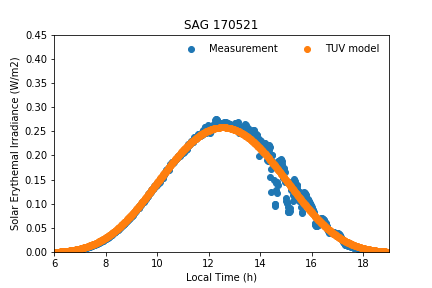 SAG 170521
Measurement TUV model
Solar Erythemal Irradiance (W/m2)
0.45
0.40
0.35
0.30
0.25
0.20
0.15
0.10
0.05
0.00
6 8 10 12 14 16 18
Local Time (h)